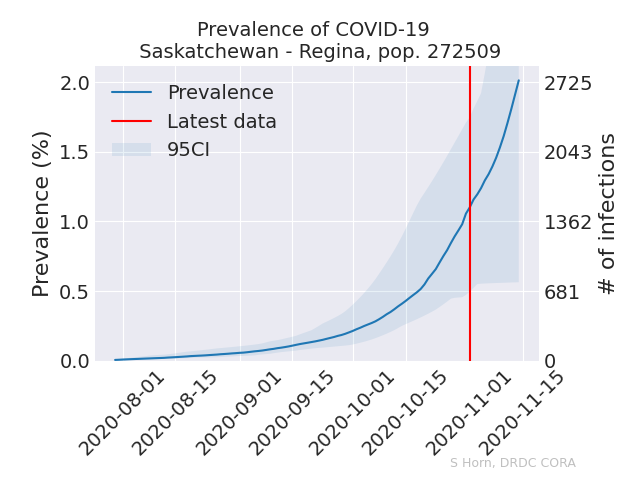 Prevalence of COVID-19
Saskatchewan - Regina, pop. 272509
Prevalence
Latest data
95CI
Prevalence (%)
2.0
1.5
1.0
0.5
0.0
2725
2043
1362
681
0
# of infections
2020-08-01
2020-08-15
2020-09-01
2020-09-15
2020-10-01
2020-10-15
2020-11-01
2020-11-15
S Horn, DRDC CORA